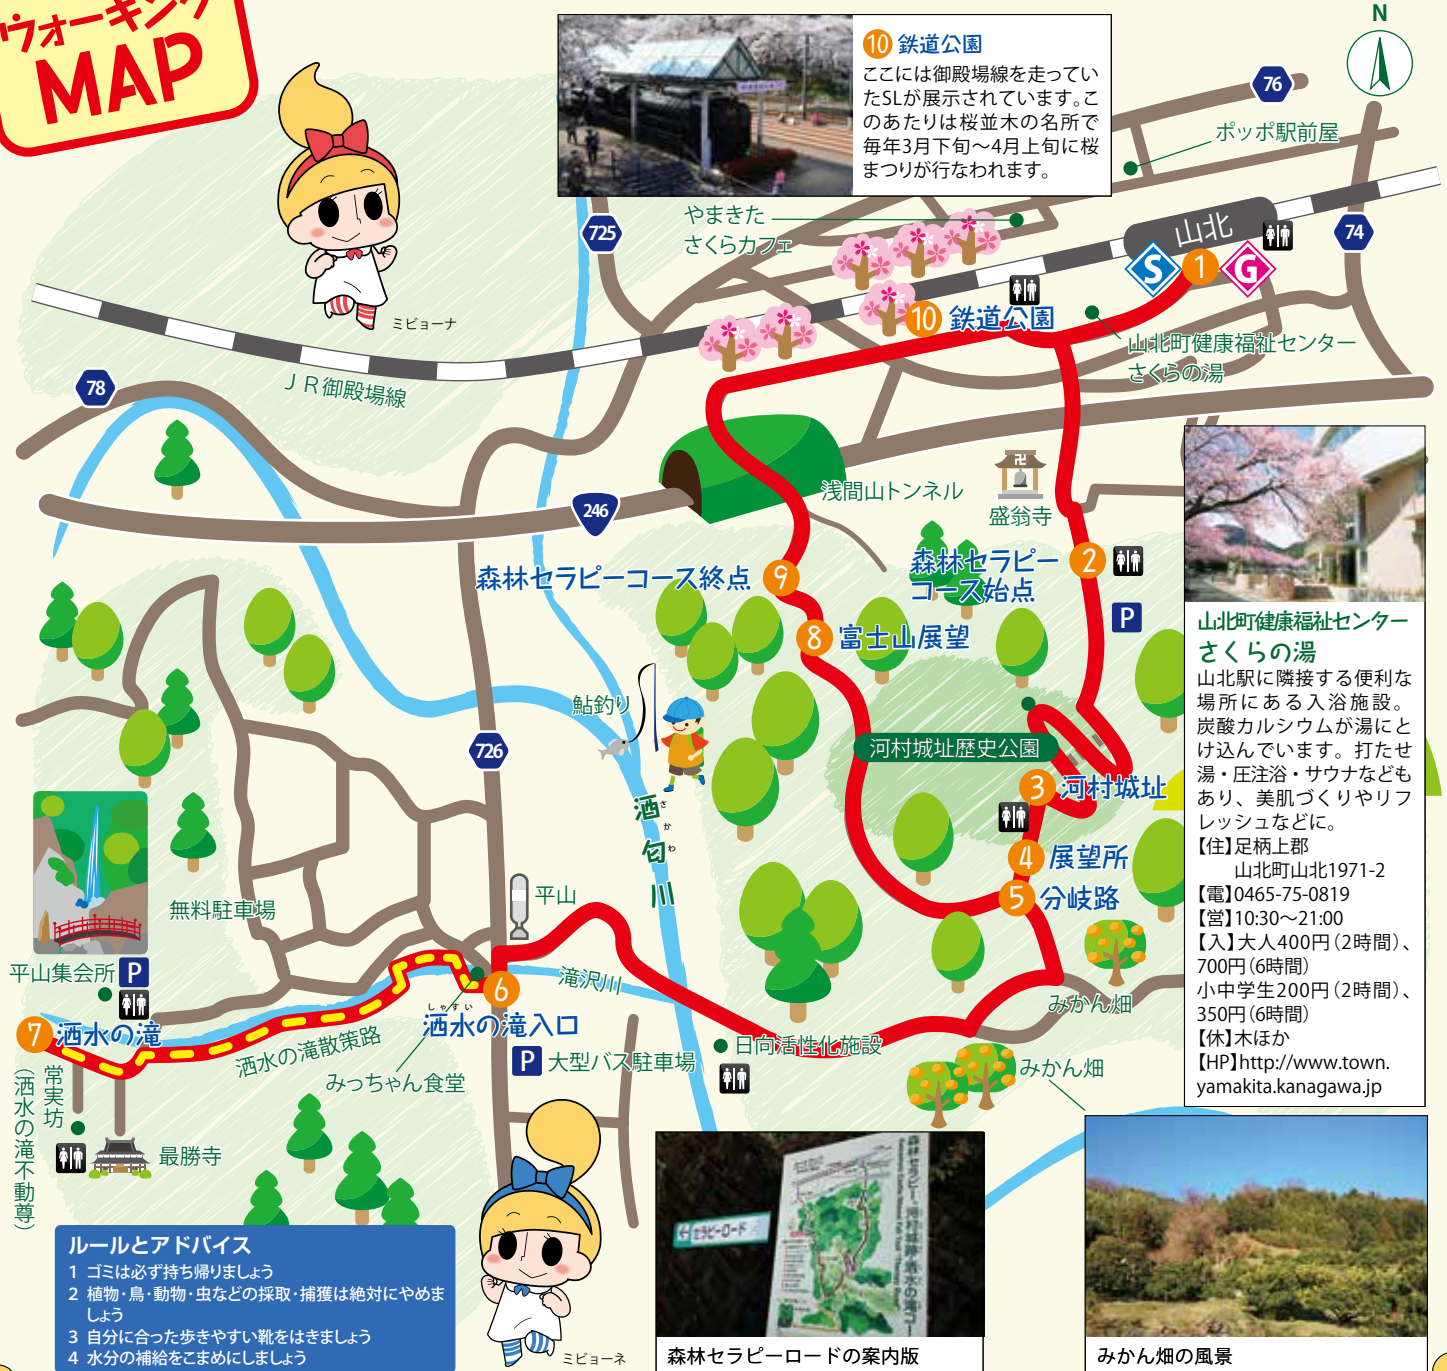 ウォーキング
MAP
N
10 鉄道公園
ここには御殿場線を走ってい
たSLが展示されています。こ
のあたりは桜並木の名所で
毎年3月下旬〜4月上旬に桜
まつりが行なわれます。
76
ポッポ駅前屋
やまきた
さくらカフェ
725
山北
74
S
1
G
10 鉄道公園
山北町健康福祉センター
さくらの湯
ミビョーナ
JR御殿場線
78
浅間山トンネル
卍
盛翁寺
246
森林セラピーコース終点 9
森林セラピー
コース始点
2
P
8 富士山展望
鮎釣り
726
河村城址歴史公園
3 河村城址
酒匂川
さかわ
4 展望所
5 分岐路
平山
無料駐車場
平山集会所 P
滝沢川
6
しゃすい
洒水の滝入口
7 洒水の滝
洒水の滝散策路
みっちゃん食堂
P 大型バス駐車場
日向活性化施設
みかん畑
みかん畑
常実坊
(洒水の滝不動尊)
最勝寺
山北町健康福祉センター
さくらの湯
山北駅に隣接する便利な
場所にある入浴施設。
炭酸カルシウムが湯にと
け込んでいます。打たせ
湯・圧注浴・サウナなども
あり、美肌づくりやリフ
レッシュなどに。
【住】足柄上郡
山北町山北1971-2
【電】0465-75-0819
【営】10:30〜21:00
【入】大人400円(2時間)、
700円(6時間)
小中学生200円(2時間)、
350円(6時間)
【休】木ほか
【HP】http://www.town.
yamakita.kanagawa.jp
ルールとアドバイス
1 ゴミは必ず持ち帰りましょう
2 植物・鳥・動物・虫などの採取・捕獲は絶対にやめま
しょう
3 自分に合った歩きやすい靴をはきましょう
4 水分の補給をこまめにしましょう
ミビョーネ
セラピーロード
森林セラピーロードの案内版
みかん畑の風景